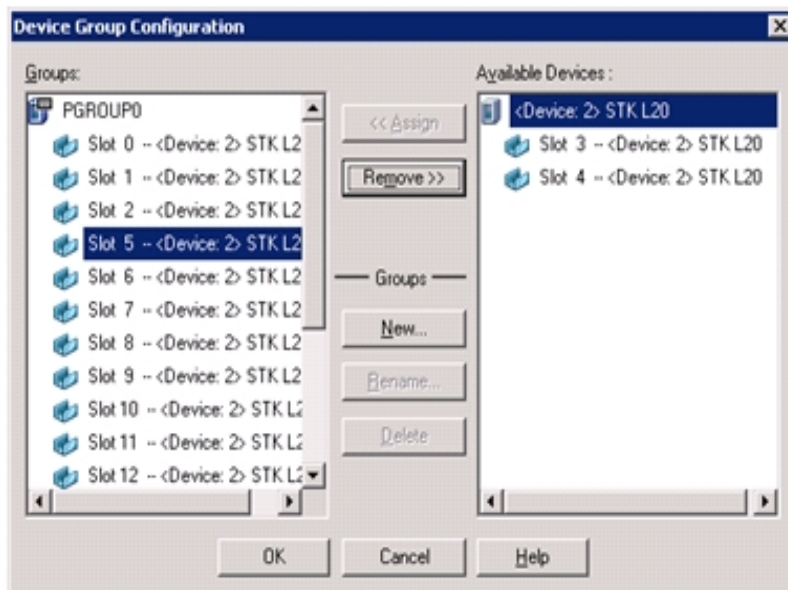 Device Group Configuration
Groups:
Available Devices :
PGROUP0
Slot 0 -- <Device: 2> STK L2
Slot 1 -- <Device: 2> STK L2
Slot 2 -- <Device: 2> STK L2
Slot 5 -- <Device: 2> STK L2
Slot 6 -- <Device: 2> STK L2
Slot 7 -- <Device: 2> STK L2
Slot 8 -- <Device: 2> STK L2
Slot 9 -- <Device: 2> STK L2
Slot 10 -- <Device: 2> STK L2
Slot 11 -- <Device: 2> STK L2
Slot 12 -- <Device: 2> STK L2
<< Assign
Remove >>
Groups
New...
Rename...
Delete
<Device: 2> STK L20
Slot 3 -- <Device: 2> STK L20
Slot 4 -- <Device: 2> STK L20
OK
Cancel
Help